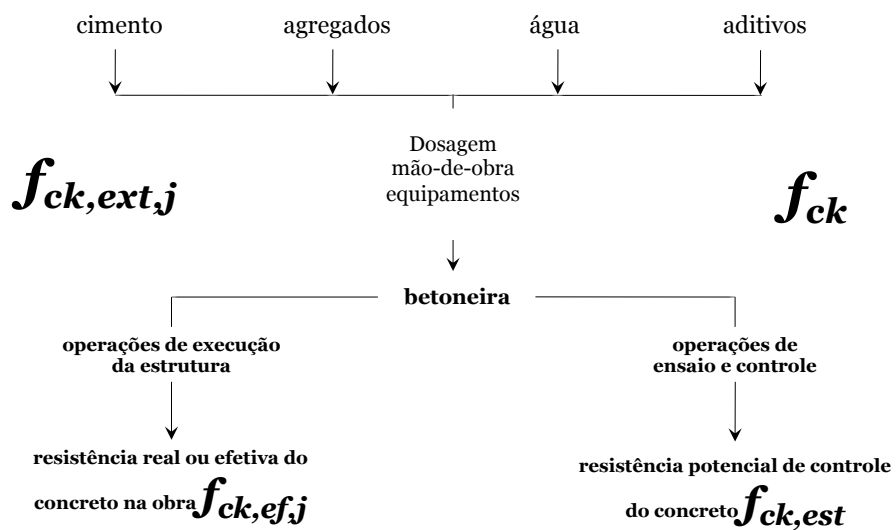 cimento
agregados
água
aditivos
Dosagem
mão-de-obra
equipamentos
fck,ext,j
fck
betoneira
operações de execução
da estrutura
operações de
ensaio e controle
resistência real ou efetiva do
concreto na obra fck,ef,j
resistência potencial de controle
do concreto fck,est